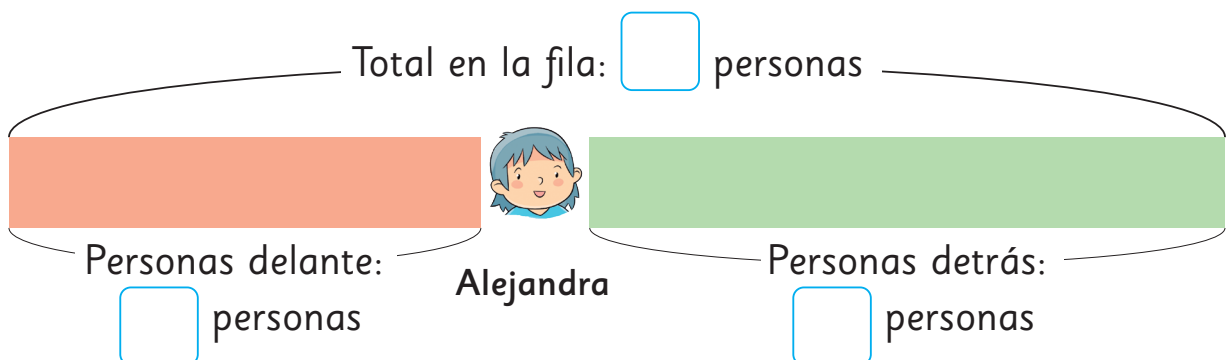 Total en la fila: personas
Personas delante:
personas
Alejandra
Personas detrás:
personas